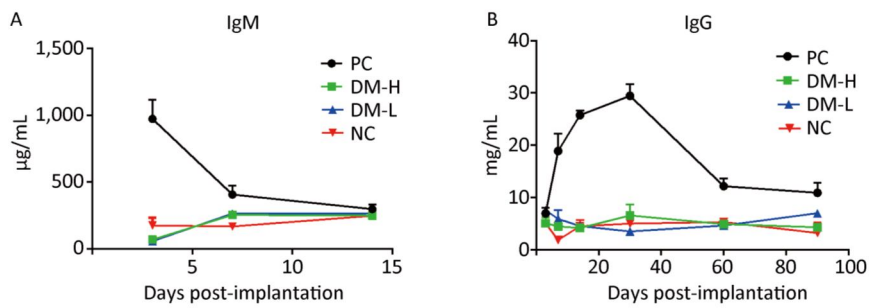 A
IgM
1,500
1,000
500
0
μg/mL
5
10
15
Days post-implantation
PC
DM-H
DM-L
NC
B
IgG
40
30
20
10
0
mg/mL
20
40
60
80
100
Days post-implantation
PC
DM-H
DM-L
NC